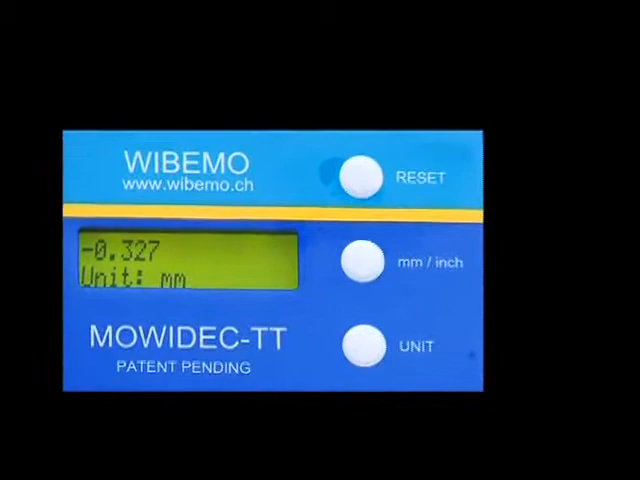 WIBEMO
www.wibemo.ch
RESET
-0.327
Unit: mm
mm / inch
MOWIDEC-TT
PATENT PENDING
UNIT